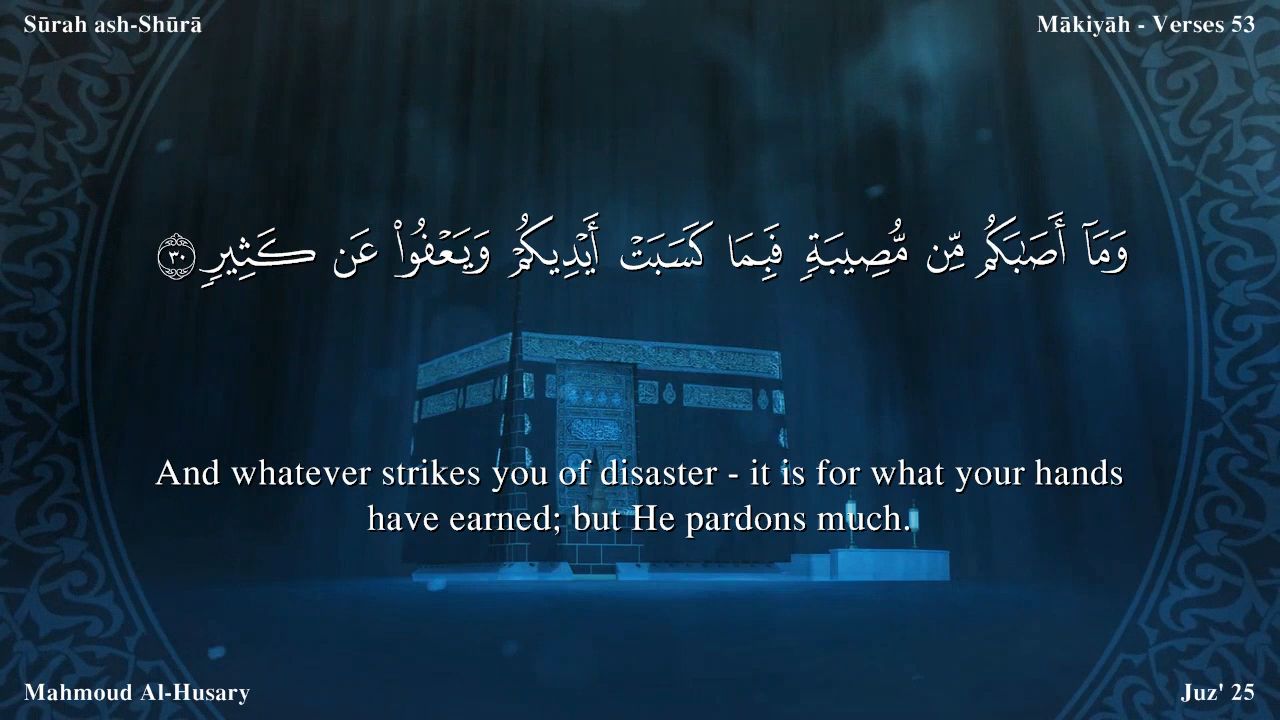 Sūrah ash-Shūrā
Mākiyāh - Verses 53
وَمَآ أَصَٰبَكُم مِّن مُّصِيبَةٍ فَبِمَا كَسَبَتْ أَيْدِيكُمْ وَيَعْفُوا۟ عَن كَثِيرٍ ٣٠
And whatever strikes you of disaster - it is for what your hands
have earned; but He pardons much.
Mahmoud Al-Husary
Juz' 25